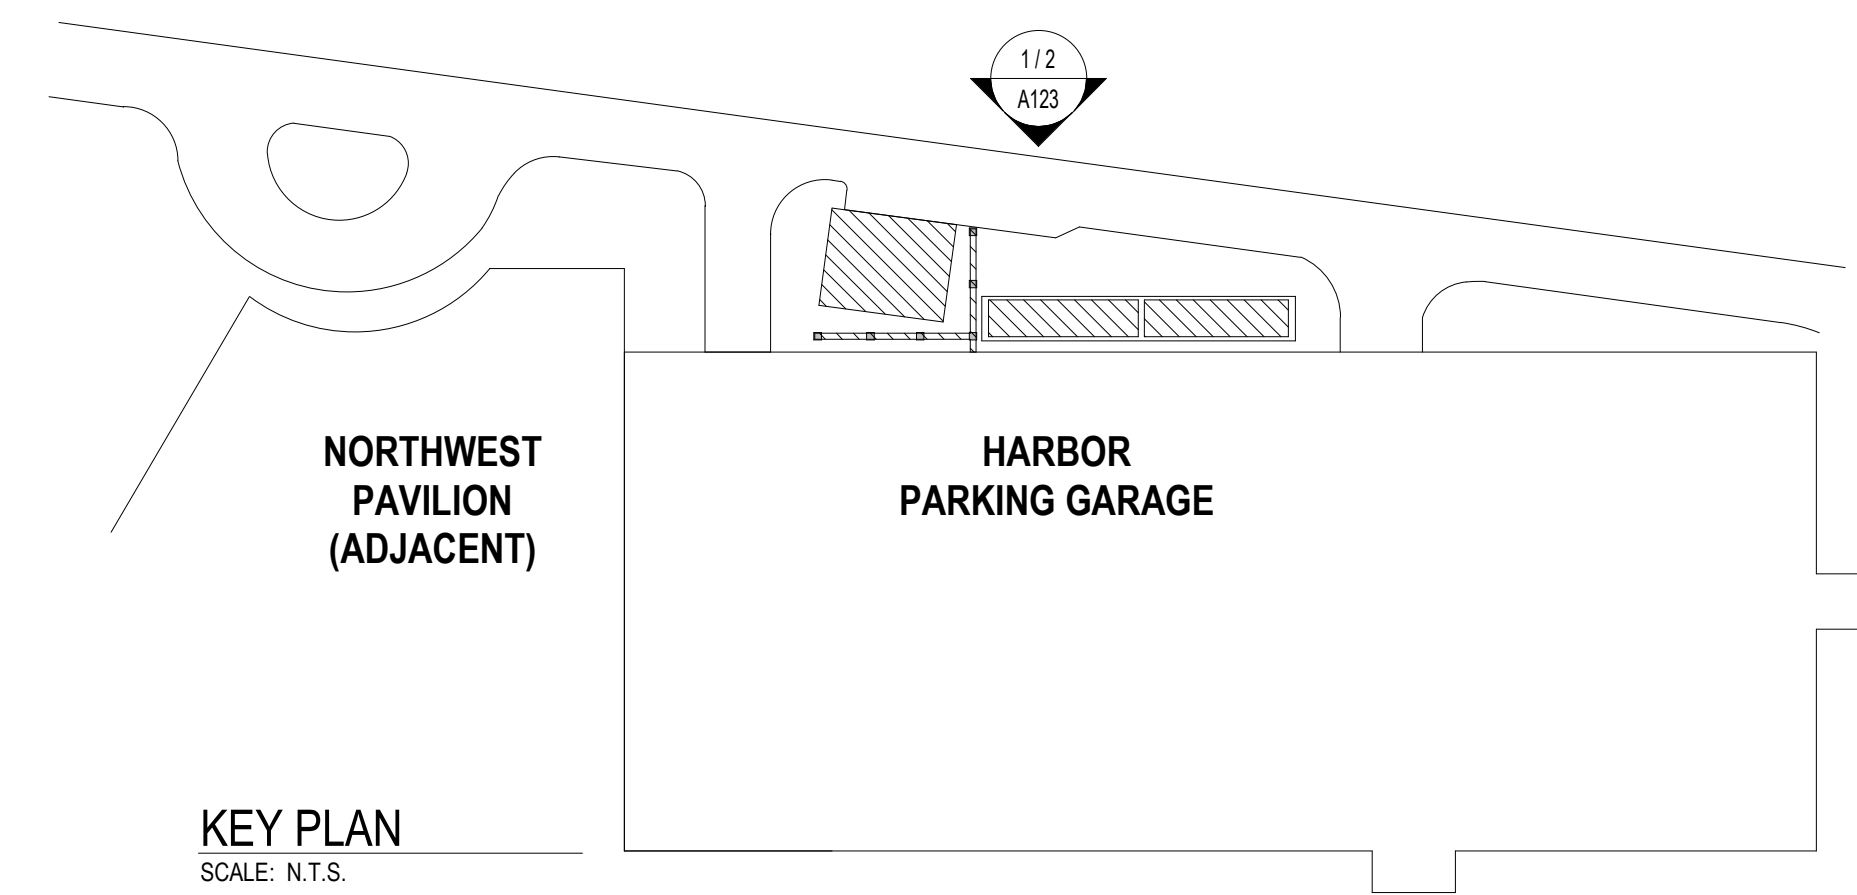 1 / 2
A123
NORTHWEST
PAVILION
(ADJACENT)
HARBOR
PARKING GARAGE
KEY PLAN
SCALE: N.T.S.